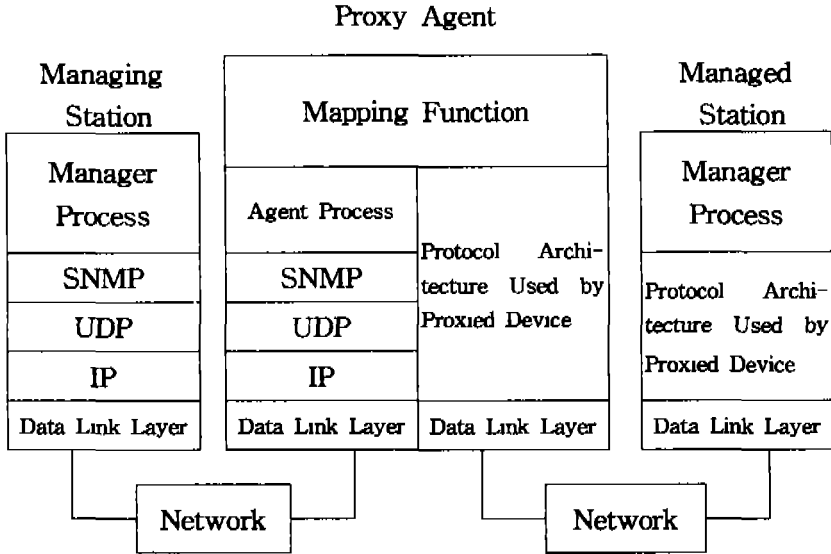 Proxy Agent
Managing
Station
Manager
Process
SNMP
UDP
IP
Data Link Layer
Mapping Function
Agent Process
SNMP
UDP
IP
Data Link Layer
Protocol Archi-
tecture Used by
Proxied Device
Data Link Layer
Managed
Station
Manager
Process
Protocol Archi-
tecture Used by
Proxied Device
Data Link Layer
Network
Network